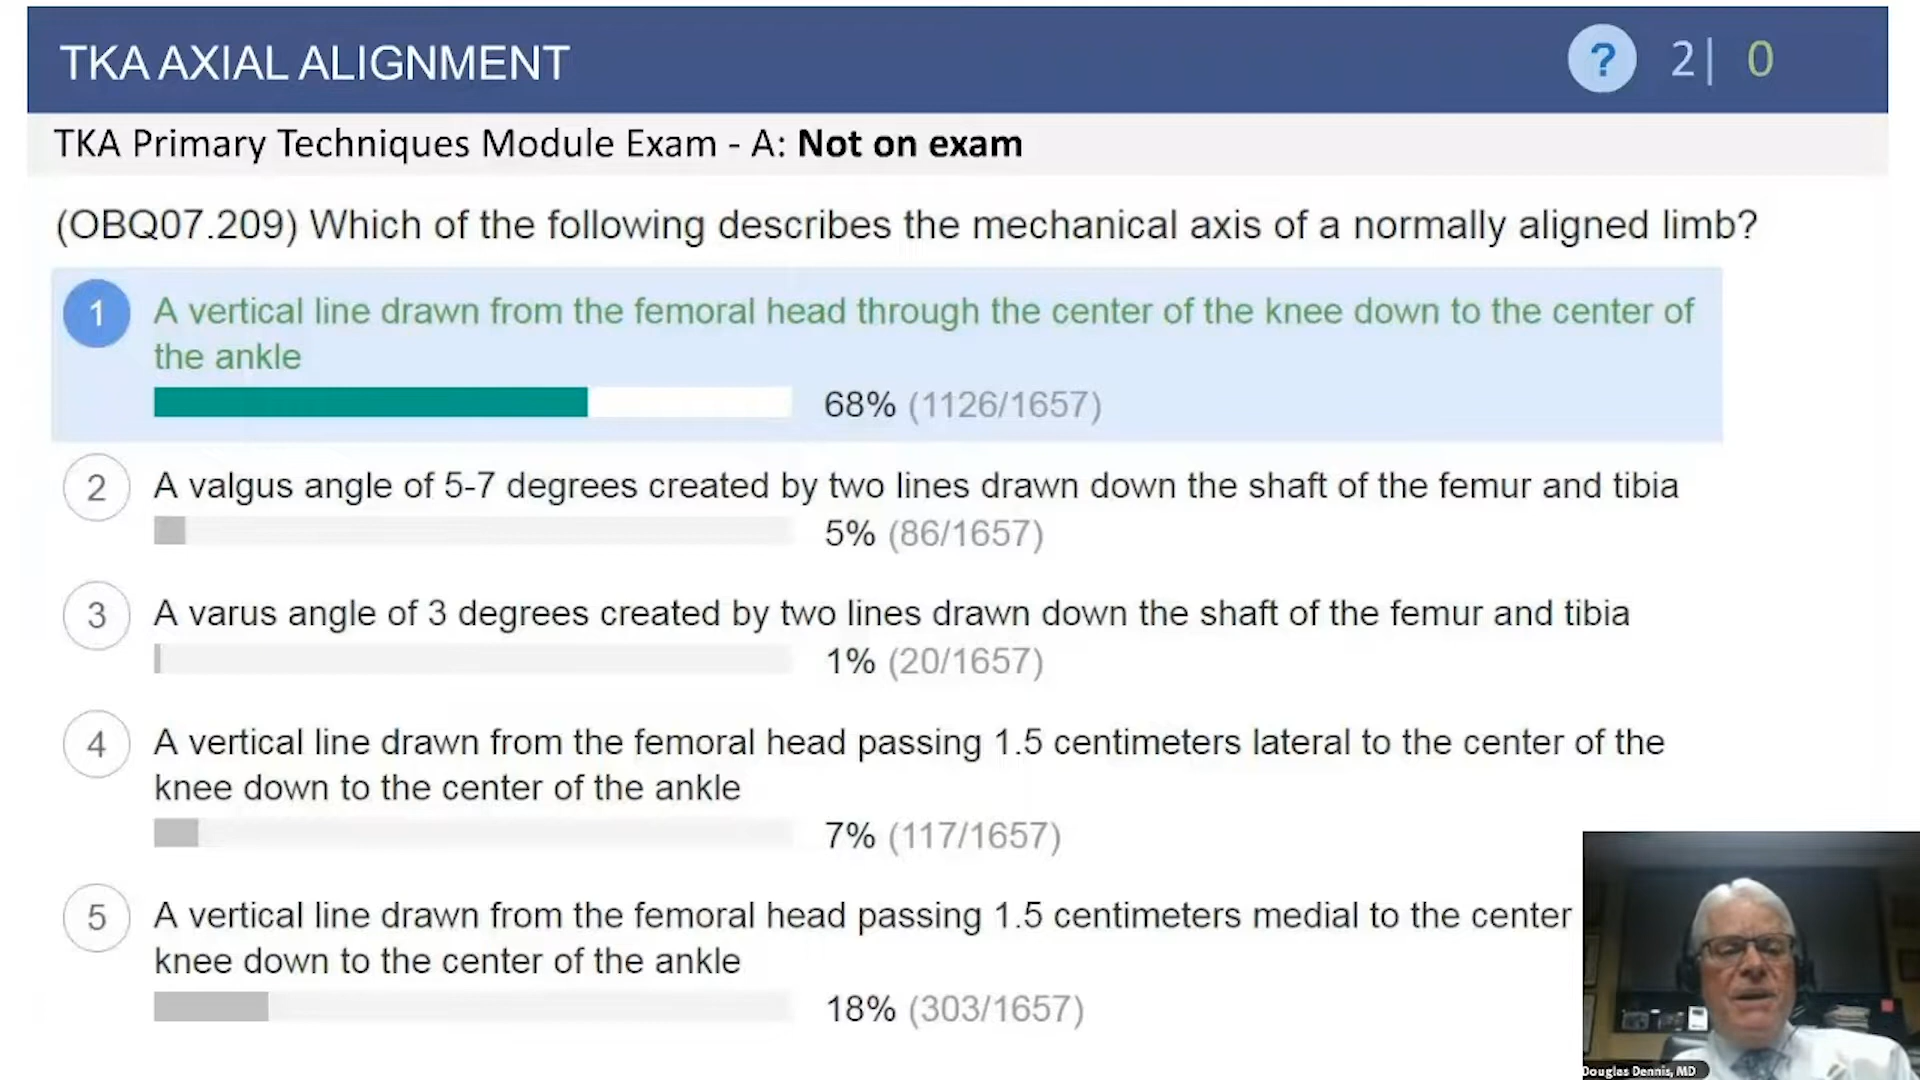 TKA AXIAL ALIGNMENT
? 2| 0
TKA Primary Techniques Module Exam - A: Not on exam
(OBQ07.209) Which of the following describes the mechanical axis of a normally aligned limb?
1 A vertical line drawn from the femoral head through the center of the knee down to the center of
the ankle
68% (1126/1657)
2 A valgus angle of 5-7 degrees created by two lines drawn down the shaft of the femur and tibia
5% (86/1657)
3 A varus angle of 3 degrees created by two lines drawn down the shaft of the femur and tibia
1% (20/1657)
4 A vertical line drawn from the femoral head passing 1.5 centimeters lateral to the center of the
knee down to the center of the ankle
7% (117/1657)
5 A vertical line drawn from the femoral head passing 1.5 centimeters medial to the center
knee down to the center of the ankle
18% (303/1657)
Douglas Dennis, MD